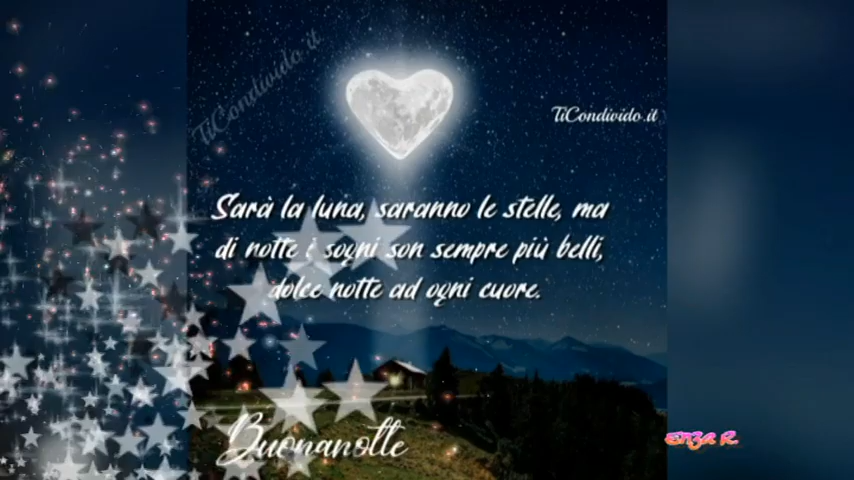 TiCondivido.it
TiCondivido.it
Sarà la luna, saranno le stelle, ma
di notte i sogni son sempre più belli,
dolce notte ad ogni cuore.
Buonanotte
Enza R.